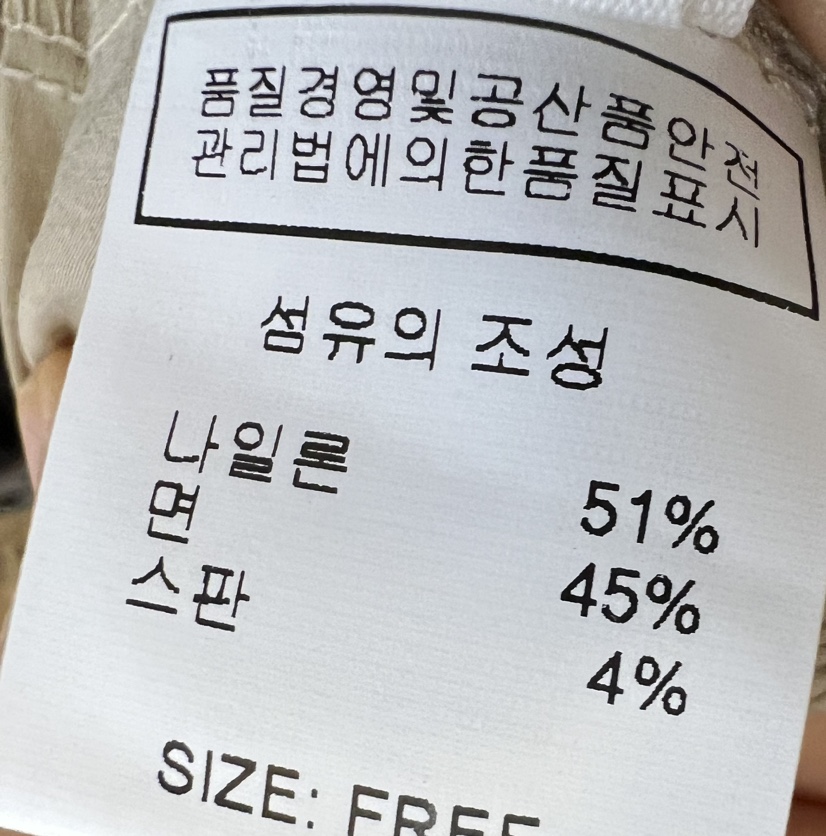 품질경영및공산품안전
관리법에의한품질표시
섬유의 조성
나일론 51%
면 45%
스판 4%
SIZE: FREE